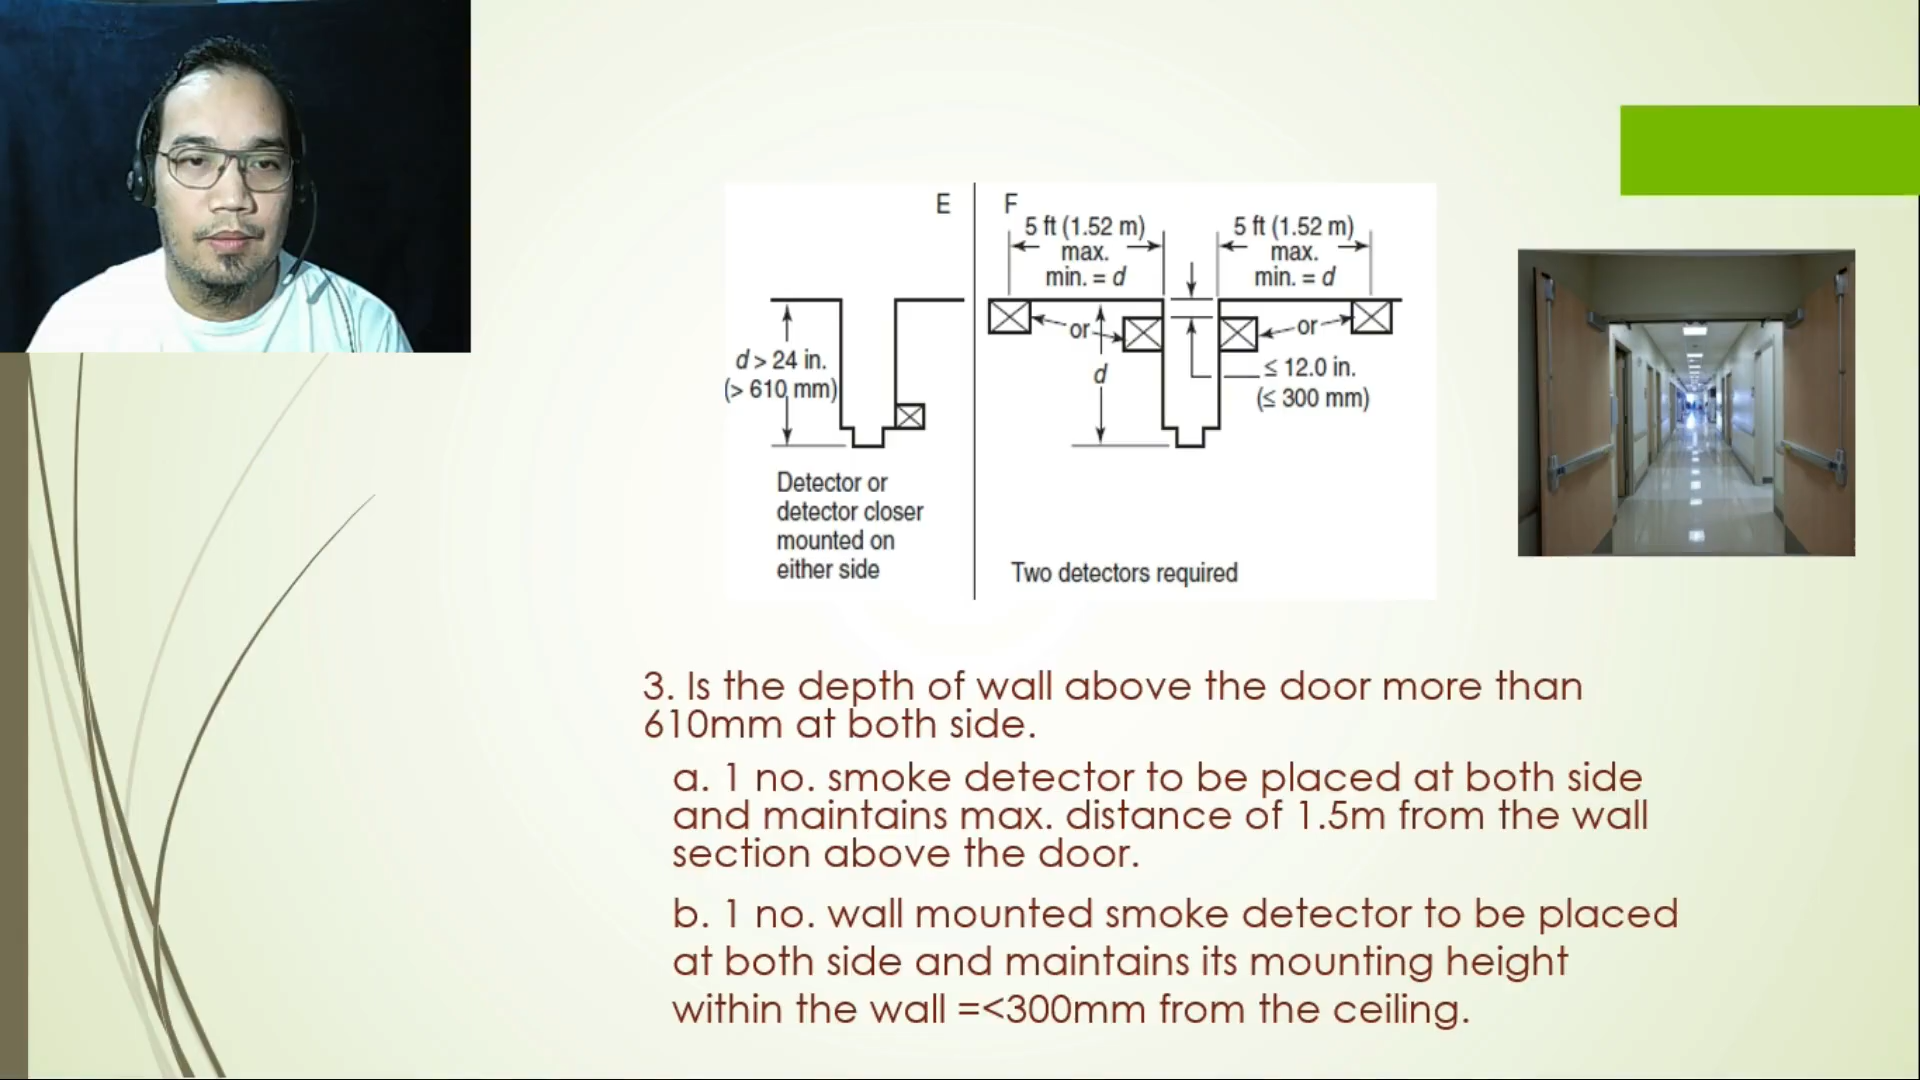 E
d > 24 in.
(> 610 mm)
Detector or
detector closer
mounted on
either side
F
5 ft (1.52 m)
max.
min. = d
5 ft (1.52 m)
max.
min. = d
or
or
d
≤ 12.0 in.
(≤ 300 mm)
Two detectors required
3. Is the depth of wall above the door more than
610mm at both side.
a. 1 no. smoke detector to be placed at both side
and maintains max. distance of 1.5m from the wall
section above the door.
b. 1 no. wall mounted smoke detector to be placed
at both side and maintains its mounting height
within the wall =<300mm from the ceiling.